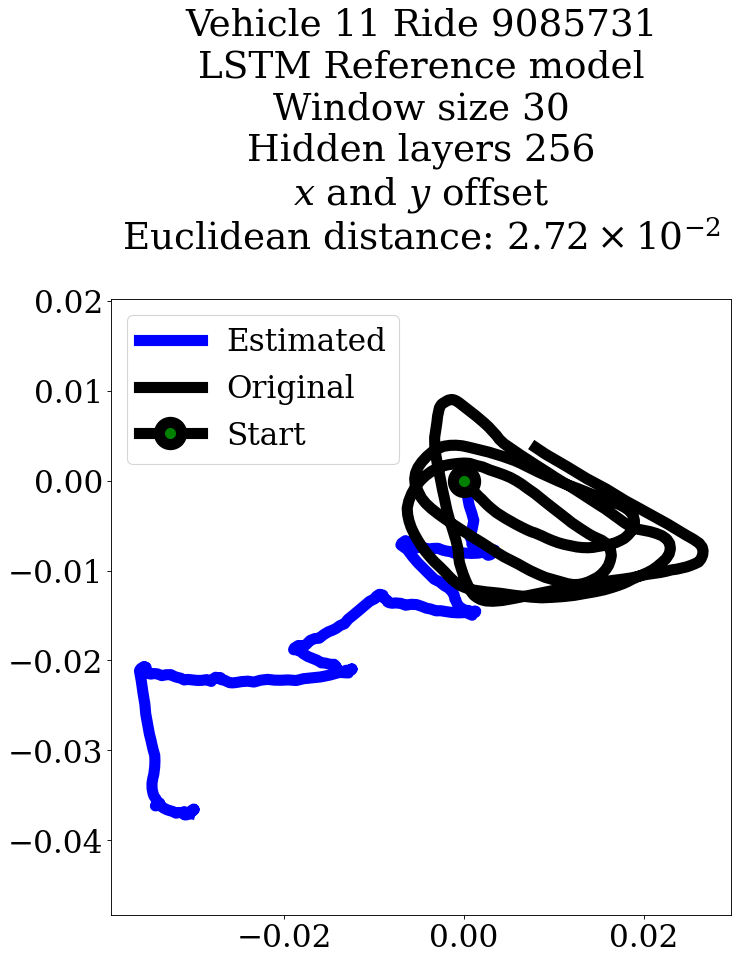 Vehicle 11 Ride 9085731
LSTM Reference model
Window size 30
Hidden layers 256
x and y offset
Euclidean distance: 2.72 × 10⁻²
Estimated
Original
Start
0.02
0.01
0.00
−0.01
−0.02
−0.03
−0.04
−0.02 0.00 0.02